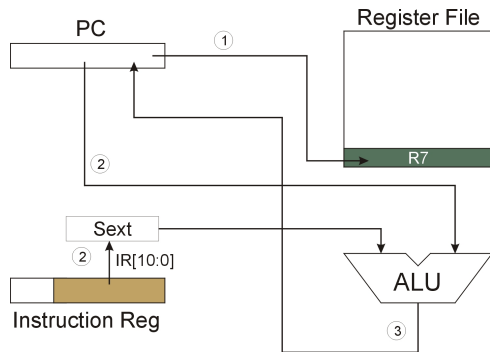 PC
1
Register File
R7
2
Sext
2
IR[10:0]
ALU
Instruction Reg
3